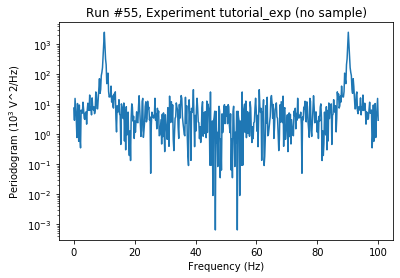 Run #55, Experiment tutorial_exp (no sample)
Periodogram (10³ V^2/Hz)
10³
10²
10¹
10⁰
10⁻¹
10⁻²
10⁻³
0 20 40 60 80 100
Frequency (Hz)